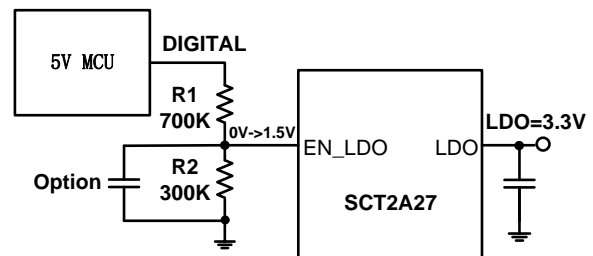 5V MCU
DIGITAL
R1
700K
0V->1.5V
R2
300K
Option
EN_LDO
LDO
SCT2A27
LDO=3.3V